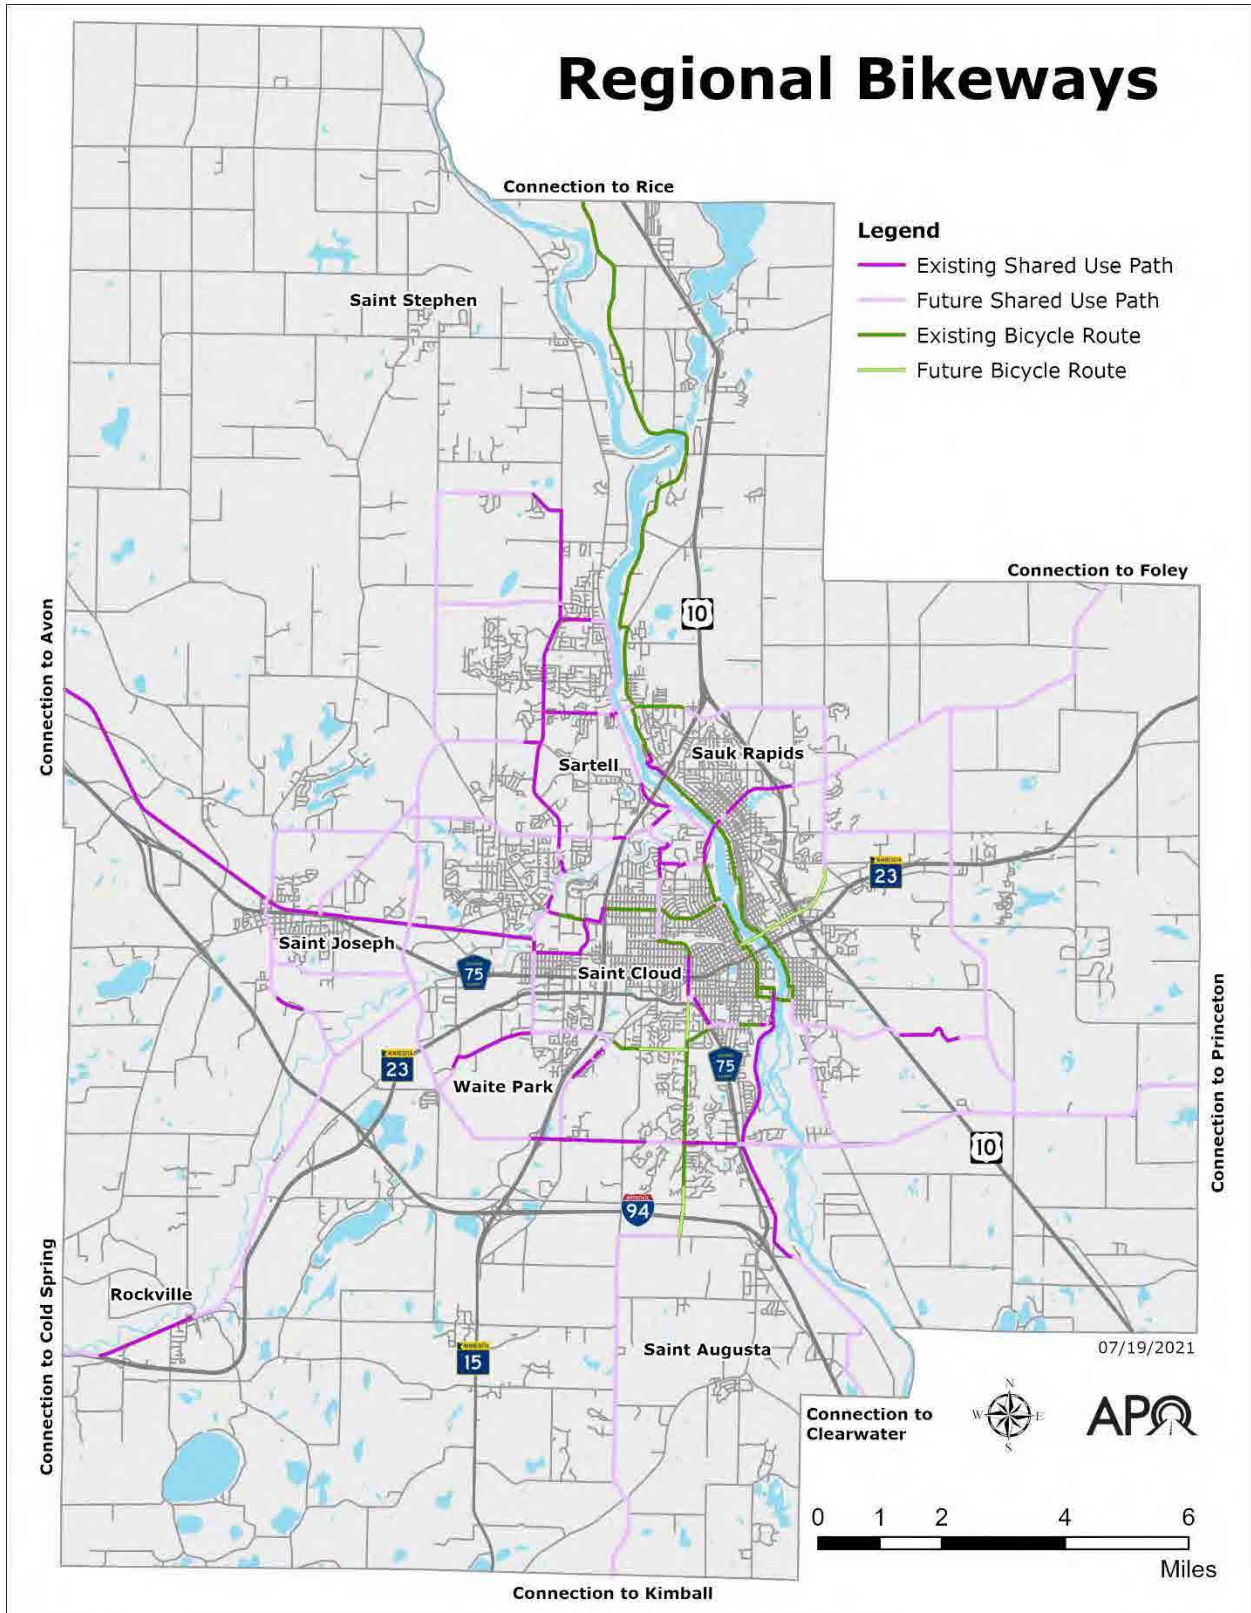 Regional Bikeways
Connection to Rice
Legend
Existing Shared Use Path
Future Shared Use Path
Existing Bicycle Route
Future Bicycle Route
Saint Stephen
Connection to Foley
Connection to Avon
10
Sauk Rapids
Sartell
MINNESOTA
23
Saint Joseph
75
Saint Cloud
Connection to Princeton
MINNESOTA
23
Waite Park
75
10
94
Connection to Cold Spring
Rockville
MINNESOTA
15
Saint Augusta
07/19/2021
Connection to
Clearwater
N
W
E
S
APO
0
1
2
4
6
Miles
Connection to Kimball